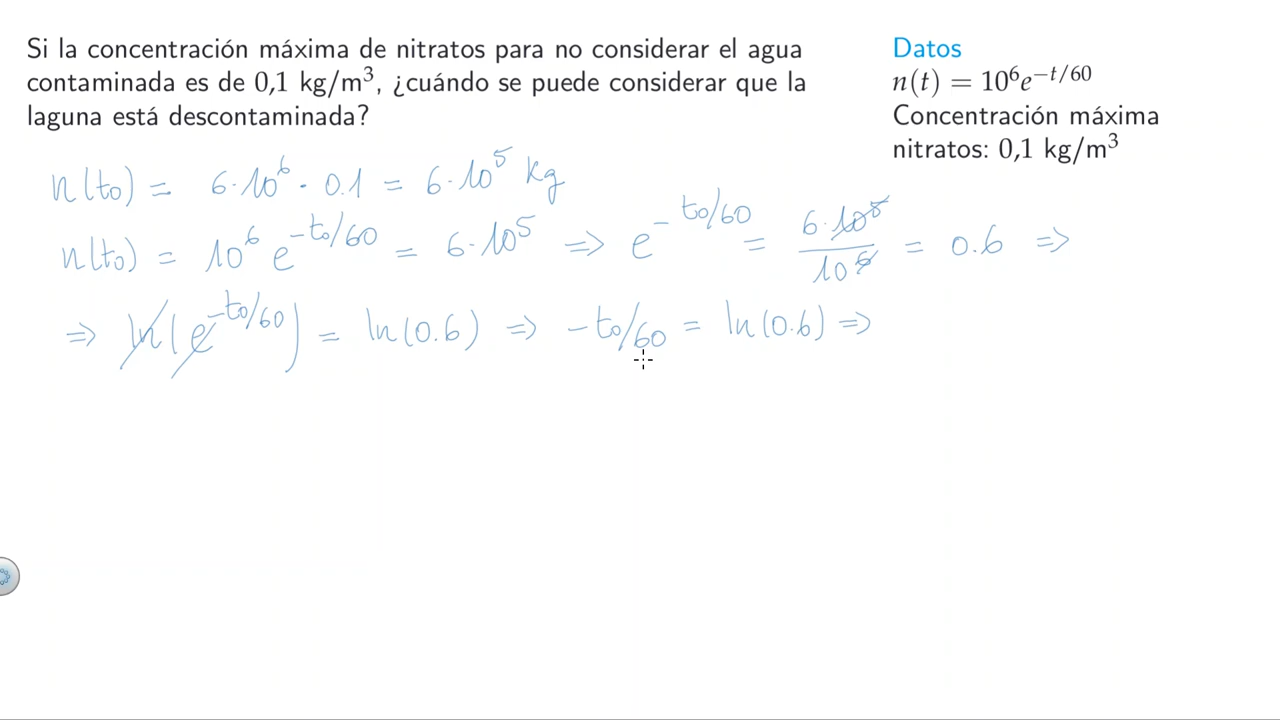 Si la concentración máxima de nitratos para no considerar el agua
contaminada es de 0,1 kg/m³, ¿cuándo se puede considerar que la
laguna está descontaminada?
Datos
n(t) = 10⁶e^{−t/60}
Concentración máxima
nitratos: 0,1 kg/m³
n(t₀) = 6·10⁶ · 0.1 = 6·10⁵ kg
n(t₀) = 10⁶ e^{-t₀/60} = 6·10⁵ ⇒ e^{-t₀/60} = 6·10⁵/10⁶ = 0.6 ⇒
⇒ ln(e^{-t₀/60}) = ln(0.6) ⇒ -t₀/60 = ln(0.6) ⇒